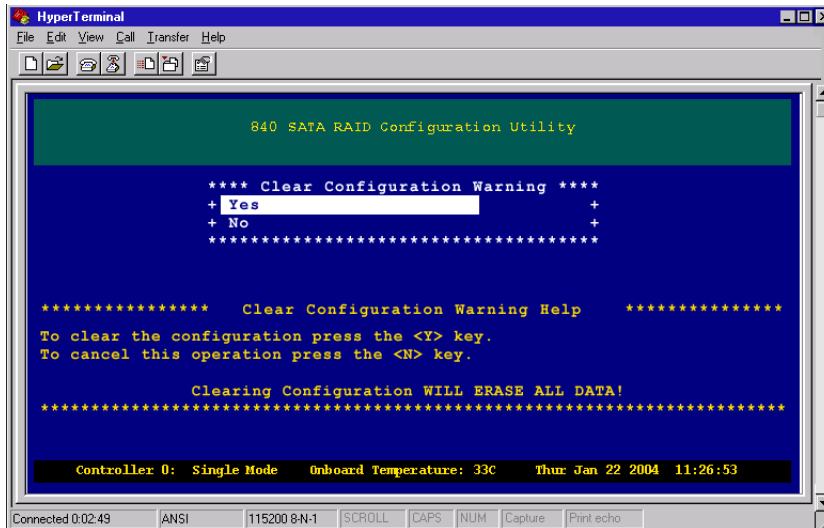 HyperTerminal
File Edit View Call Transfer Help
840 SATA RAID Configuration Utility
**** Clear Configuration Warning ****
+ Yes +
+ No +
*************************************
**************** Clear Configuration Warning Help ***************
To clear the configuration press the <Y> key.
To cancel this operation press the <N> key.
Clearing Configuration WILL ERASE ALL DATA!
***********************************************************************
Controller 0: Single Mode Onboard Temperature: 33C Thur Jan 22 2004 11:26:53
Connected 0:02:49 ANSI 115200 8-N-1 SCROLL CAPS NUM Capture Print echo